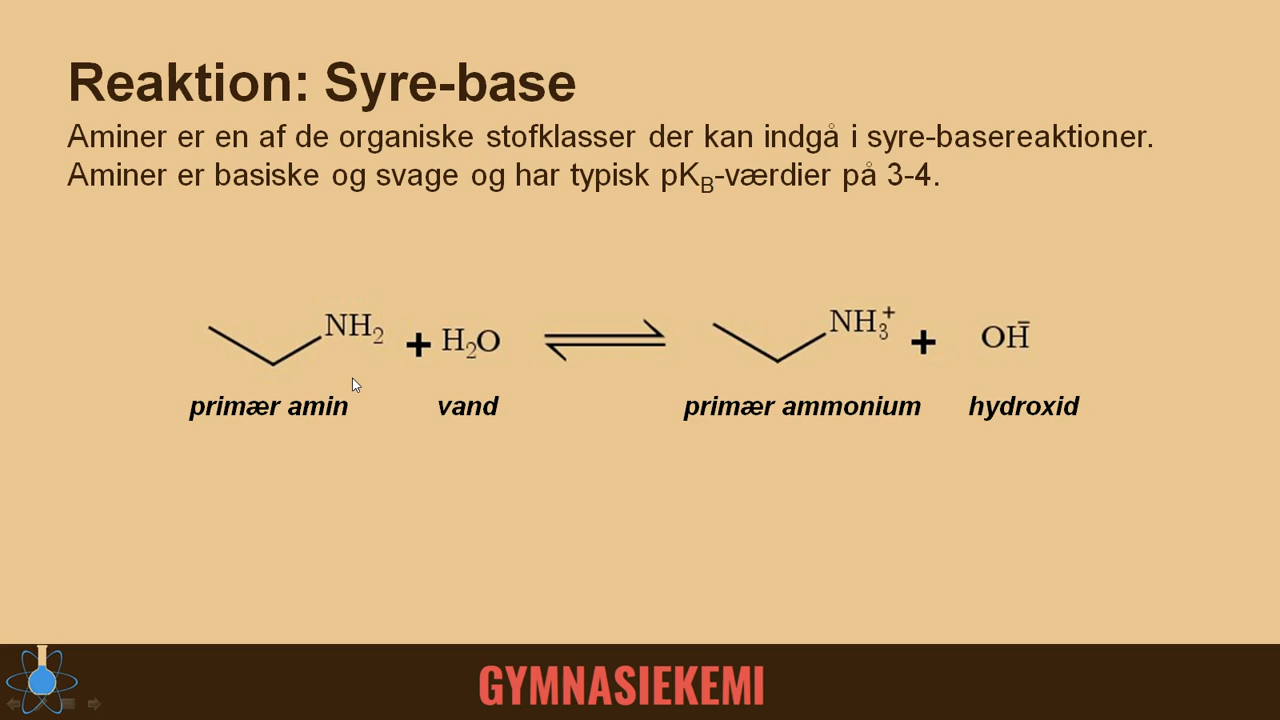 Reaktion: Syre-base
Aminer er en af de organiske stofklasser der kan indgå i syre-basereaktioner.
Aminer er basiske og svage og har typisk pK_B-værdier på 3-4.
NH₂ + H₂O ⇌ NH₃⁺ + OH⁻
primær amin vand primær ammonium hydroxid
GYMNASIEKEMI